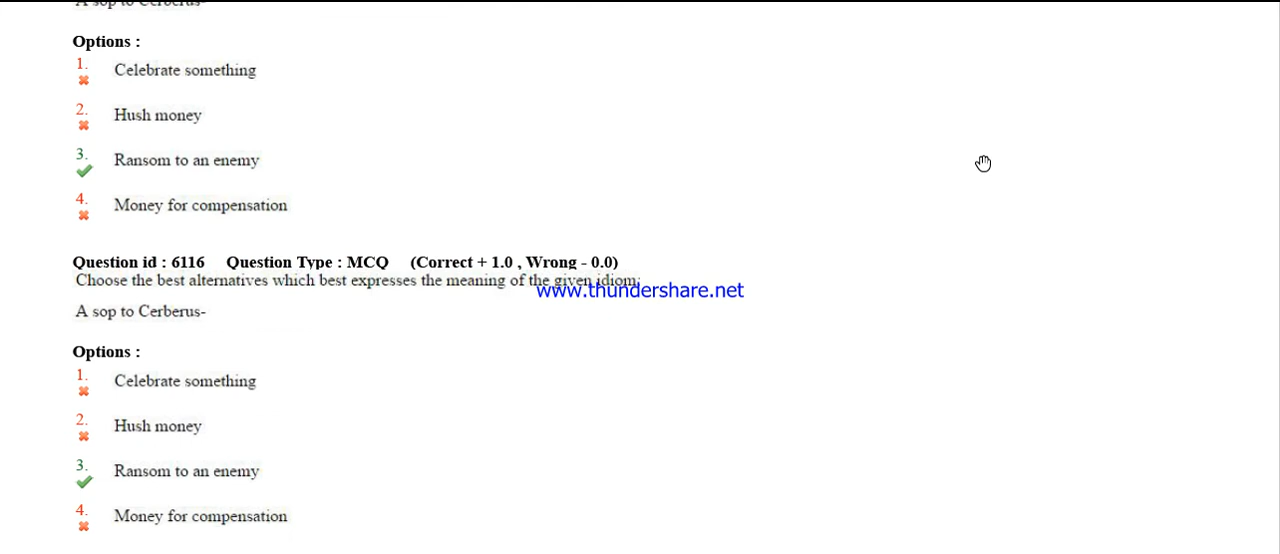 A sop to Cerberus-
Options :
1.
Celebrate something
2.
Hush money
3.
Ransom to an enemy
4.
Money for compensation
Question id : 6116 Question Type : MCQ (Correct + 1.0 , Wrong - 0.0)
Choose the best alternatives which best expresses the meaning of the given idiom;
www.thundershare.net
A sop to Cerberus-
Options :
1.
Celebrate something
2.
Hush money
3.
Ransom to an enemy
4.
Money for compensation